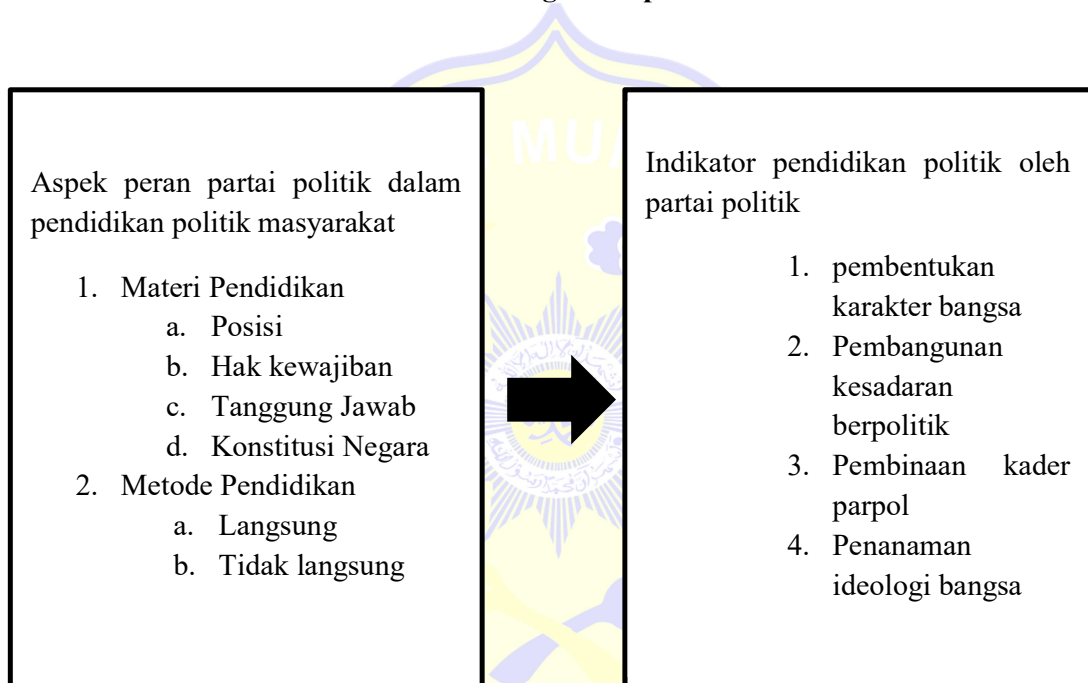 Aspek peran partai politik dalam
pendidikan politik masyarakat
1. Materi Pendidikan
a. Posisi
b. Hak kewajiban
c. Tanggung Jawab
d. Konstitusi Negara
2. Metode Pendidikan
a. Langsung
b. Tidak langsung
MU
Indikator pendidikan politik oleh
partai politik
1. pembentukan
karakter bangsa
2. Pembangunan
kesadaran
berpolitik
3. Pembinaan kader
parpol
4. Penanaman
ideologi bangsa